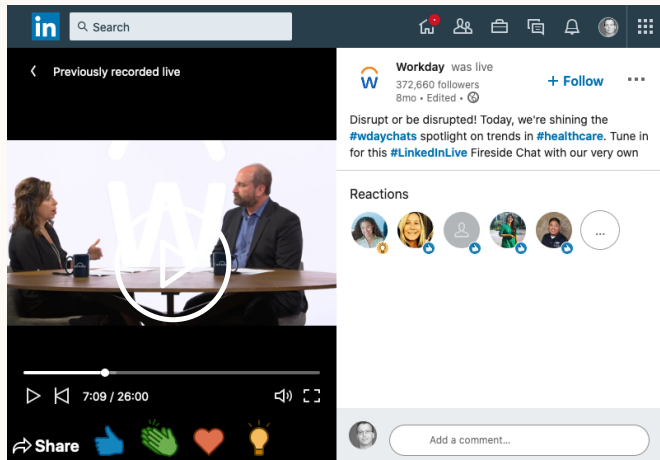 in Search
Previously recorded live
Workday was live
372,660 followers
+ Follow
8mo • Edited •
Disrupt or be disrupted! Today, we're shining the
#wdaychats spotlight on trends in #healthcare. Tune in
for this #LinkedInLive Fireside Chat with our very own
Reactions
...
7:09 / 26:00
Share
Add a comment...